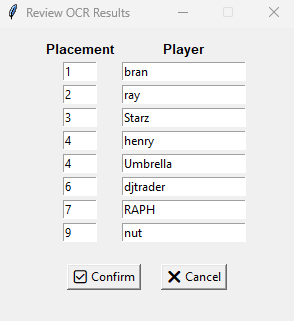 Review OCR Results
Placement Player
1 bran
2 ray
3 Starz
4 henry
4 Umbrella
6 djtrader
7 RAPH
9 nut
Confirm Cancel